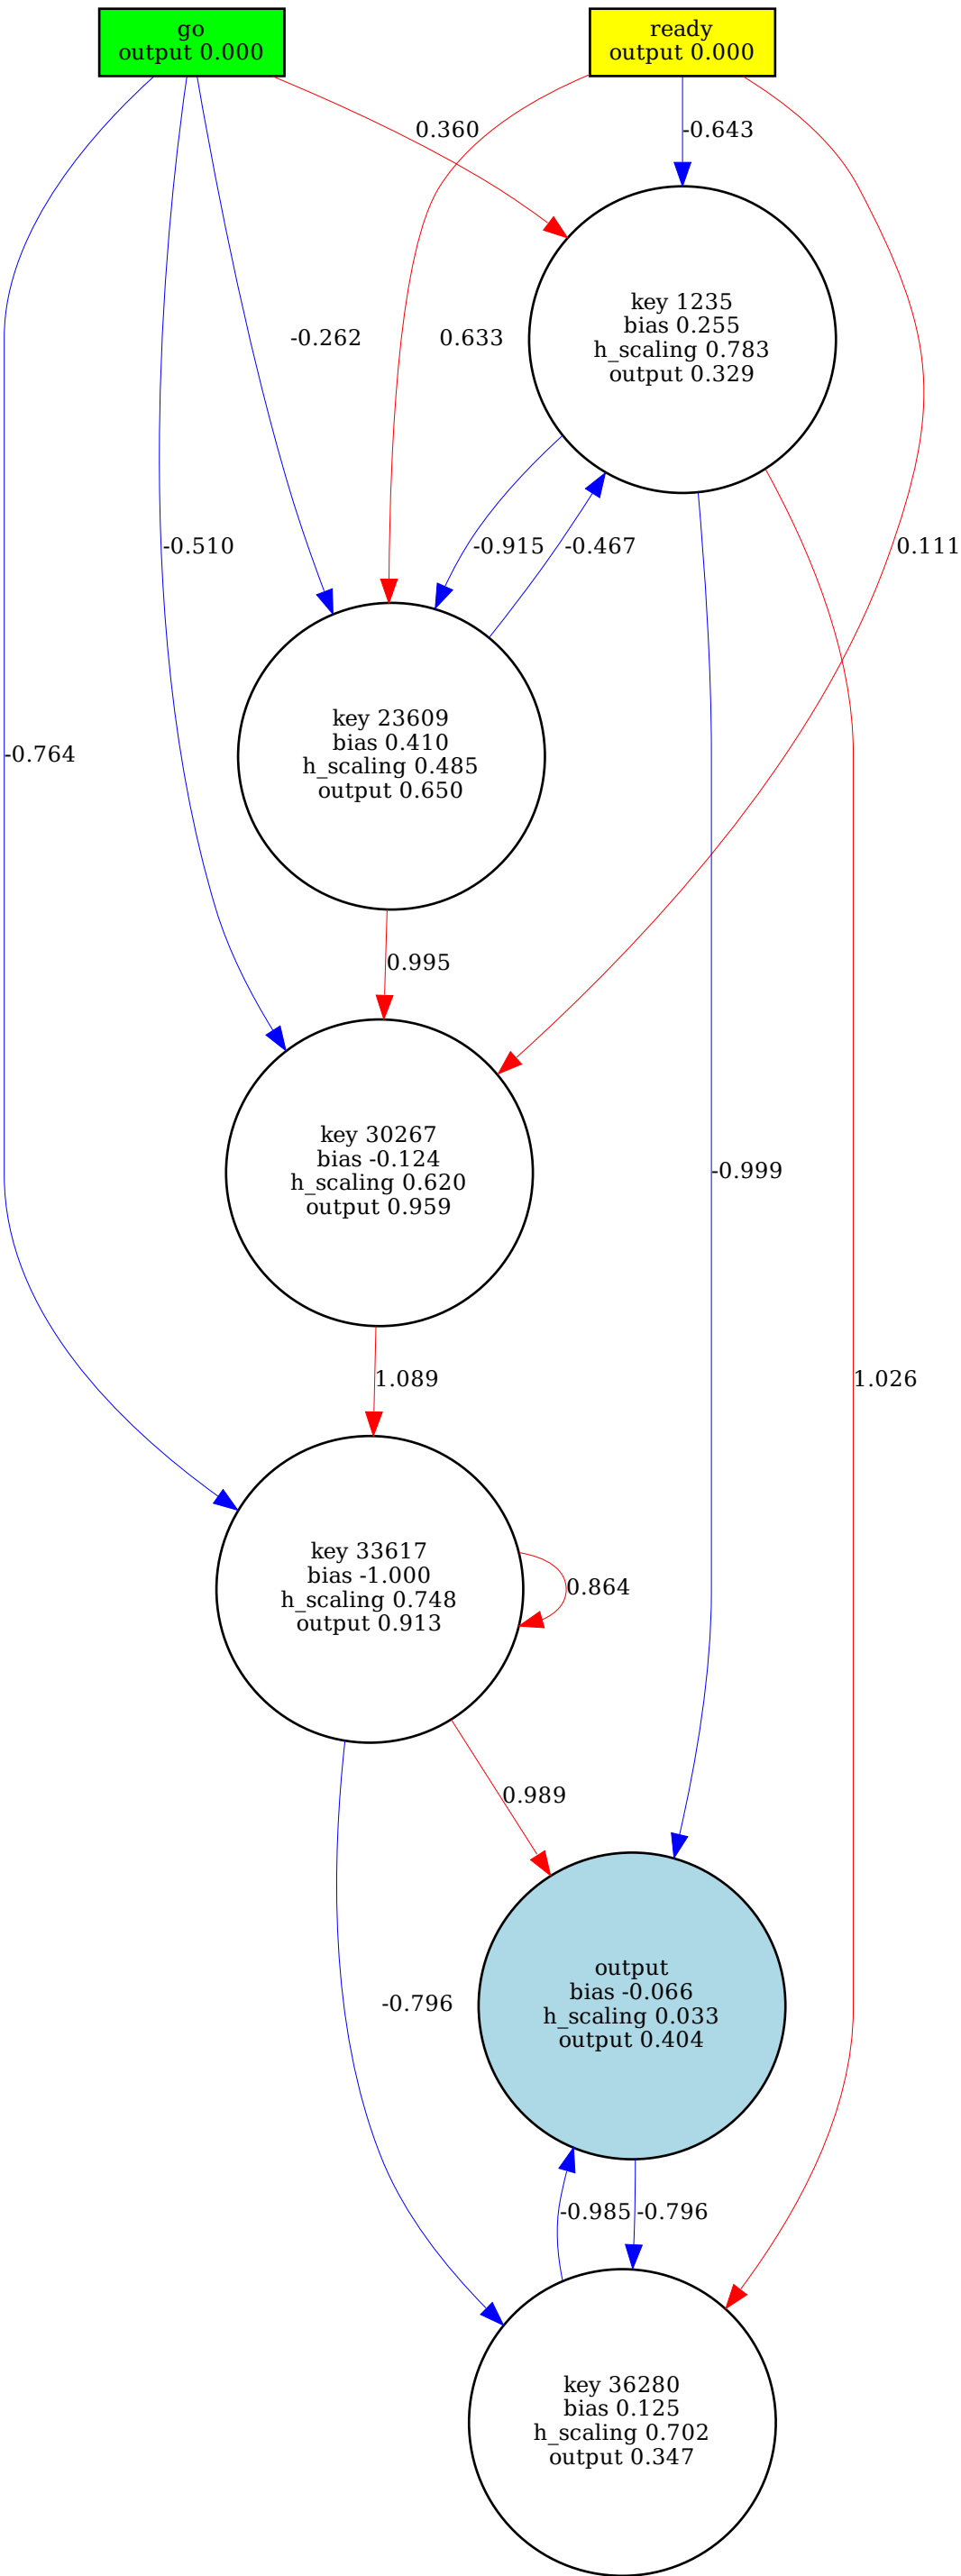 go
output 0.000
ready
output 0.000
0.360
-0.643
key 1235
bias 0.255
h_scaling 0.783
output 0.329
-0.262
0.633
-0.510
-0.915
-0.467
0.111
key 23609
bias 0.410
h_scaling 0.485
output 0.650
-0.764
0.995
key 30267
bias -0.124
h_scaling 0.620
output 0.959
-0.999
1.089
1.026
key 33617
bias -1.000
h_scaling 0.748
output 0.913
0.864
0.989
output
bias -0.066
h_scaling 0.033
output 0.404
-0.796
-0.985
-0.796
key 36280
bias 0.125
h_scaling 0.702
output 0.347